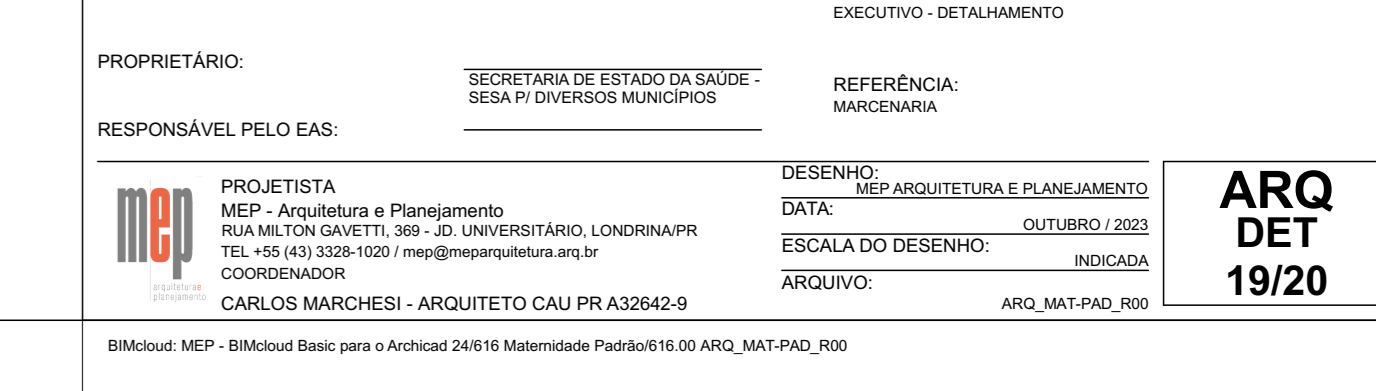 EXECUTIVO - DETALHAMENTO
PROPRIETÁRIO:
SECRETARIA DE ESTADO DA SAÚDE -
SESA P/ DIVERSOS MUNICÍPIOS
REFERÊNCIA:
MARCENARIA
RESPONSÁVEL PELO EAS:
mep
arquiteturae
planejamento
PROJETISTA
MEP - Arquitetura e Planejamento
RUA MILTON GAVETTI, 369 - JD. UNIVERSITÁRIO, LONDRINA/PR
TEL +55 (43) 3328-1020 / mep@meparquitetura.arq.br
COORDENADOR
CARLOS MARCHESI - ARQUITETO CAU PR A32642-9
DESENHO:
MEP ARQUITETURA E PLANEJAMENTO
DATA:
OUTUBRO / 2023
ESCALA DO DESENHO:
INDICADA
ARQUIVO:
ARQ_MAT-PAD_R00
ARQ
DET
19/20
BIMcloud: MEP - BIMcloud Basic para o Archicad 24/616 Maternidade Padrão/616.00 ARQ_MAT-PAD_R00